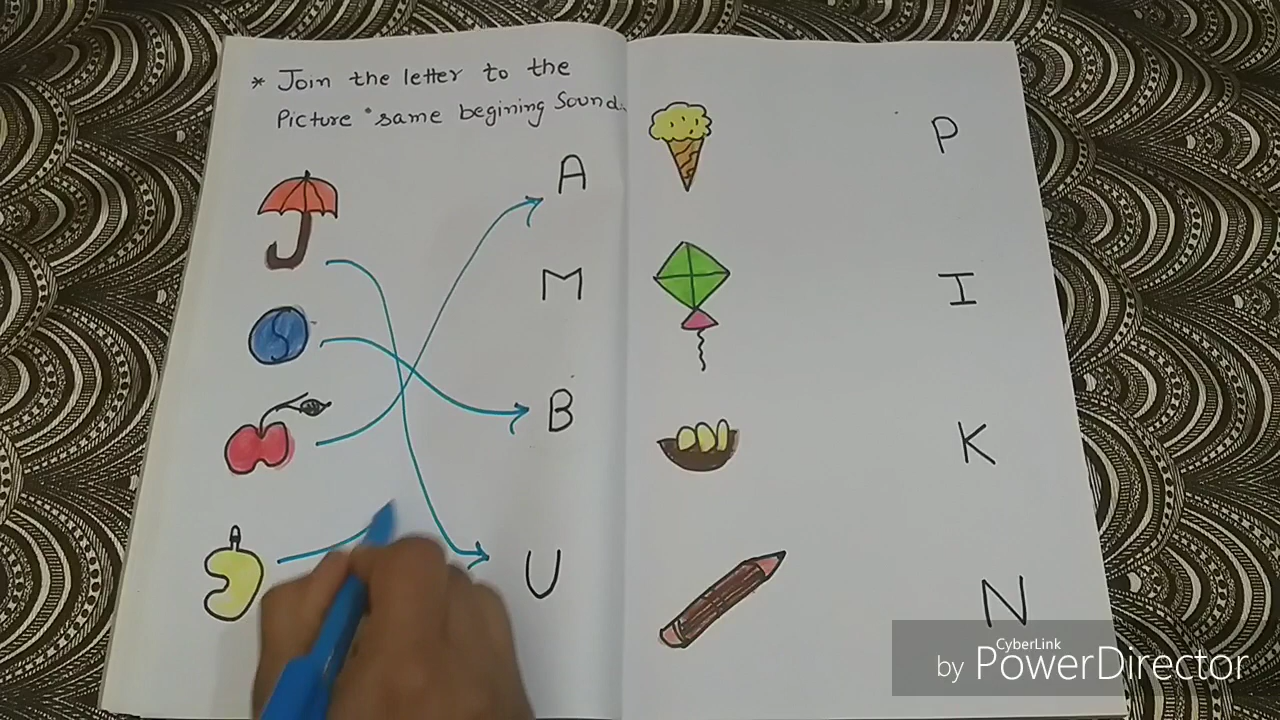 * Join the letter to the
Picture * same begining Sound.
A
M
B
U
P
I
K
N
CyberLink
by PowerDirector